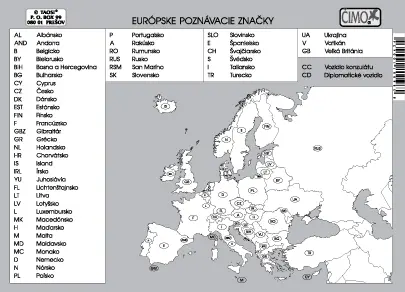 © TAOSI®
P. O. BOX 99
080 01 PREŠOV
EURÓPSKE POZNÁVACIE ZNAČKY
CIMO
AL Albánsko
AND Andorra
B Belgicko
BY Bielorusko
BIH Bosna a Hercegovina
BG Bulharsko
CY Cyprus
CZ Česko
DK Dánsko
EST Estónsko
FIN Fínsko
F Francúzsko
GBZ Gibraltár
GR Grécko
NL Holandsko
HR Chorvátsko
IS Island
IRL Írsko
YU Juhoslávia
FL Lichtenštajnsko
LT Litva
LV Lotyšsko
L Luxembursko
MK Macedónsko
H Maďarsko
M Malta
MD Moldavsko
MC Monako
D Nemecko
N Nórsko
PL Poľsko
P Portugalsko
A Rakúsko
RO Rumunsko
RUS Rusko
RSM San Maríno
SK Slovensko
SLO Slovinsko
E Španielsko
CH Švajčiarsko
S Švédsko
I Taliansko
TR Turecko
UA Ukrajina
V Vatikán
GB Veľká Británia
CC Vozidlo konzulátu
CD Diplomatické vozidlo